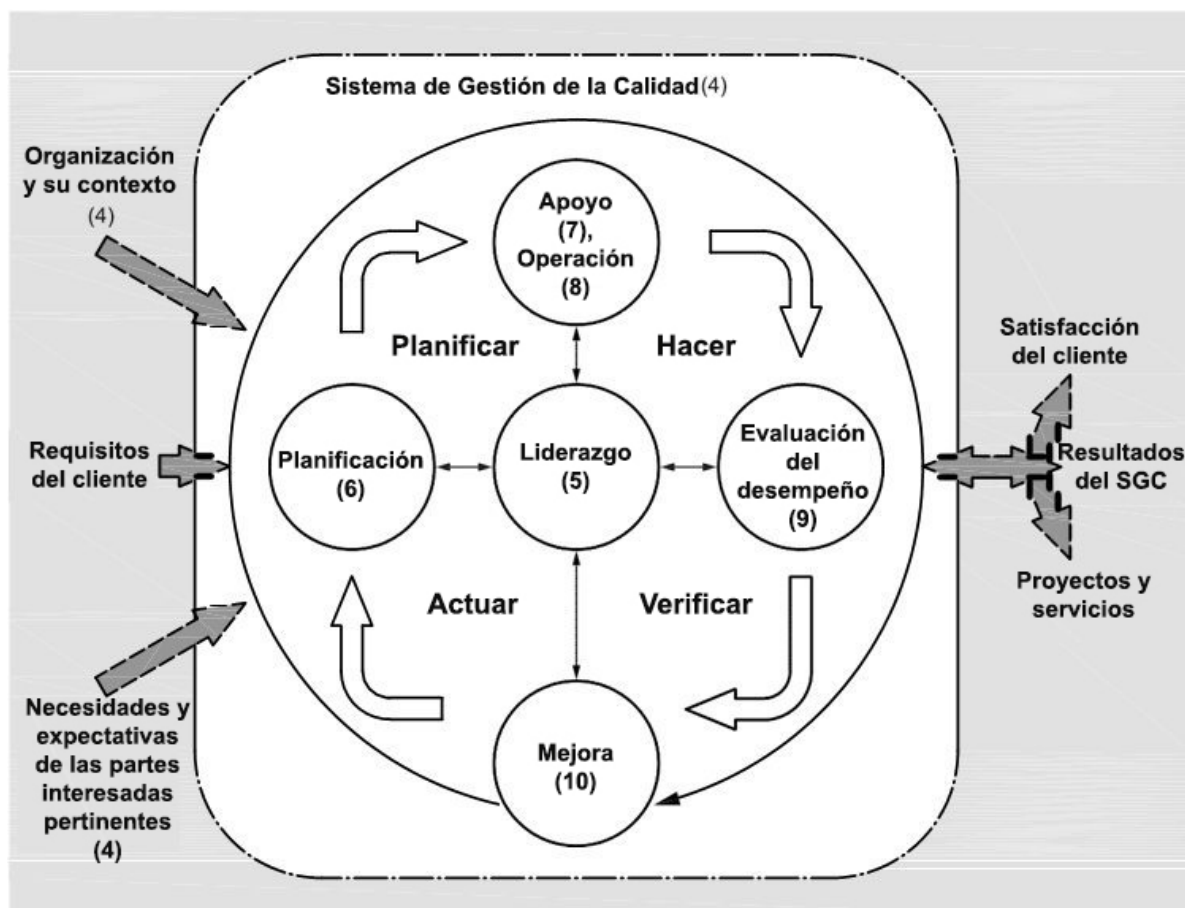 Sistema de Gestión de la Calidad (4)
Organización
y su contexto
(4)
Requisitos
del cliente
Necesidades y
expectativas
de las partes
interesadas
pertinentes
(4)
Apoyo
(7),
Operación
(8)
Planificar
Hacer
Planificación
(6)
Liderazgo
(5)
Evaluación
del
desempeño
(9)
Actuar
Verificar
Mejora
(10)
Satisfacción
del cliente
Resultados
del SGC
Proyectos y
servicios